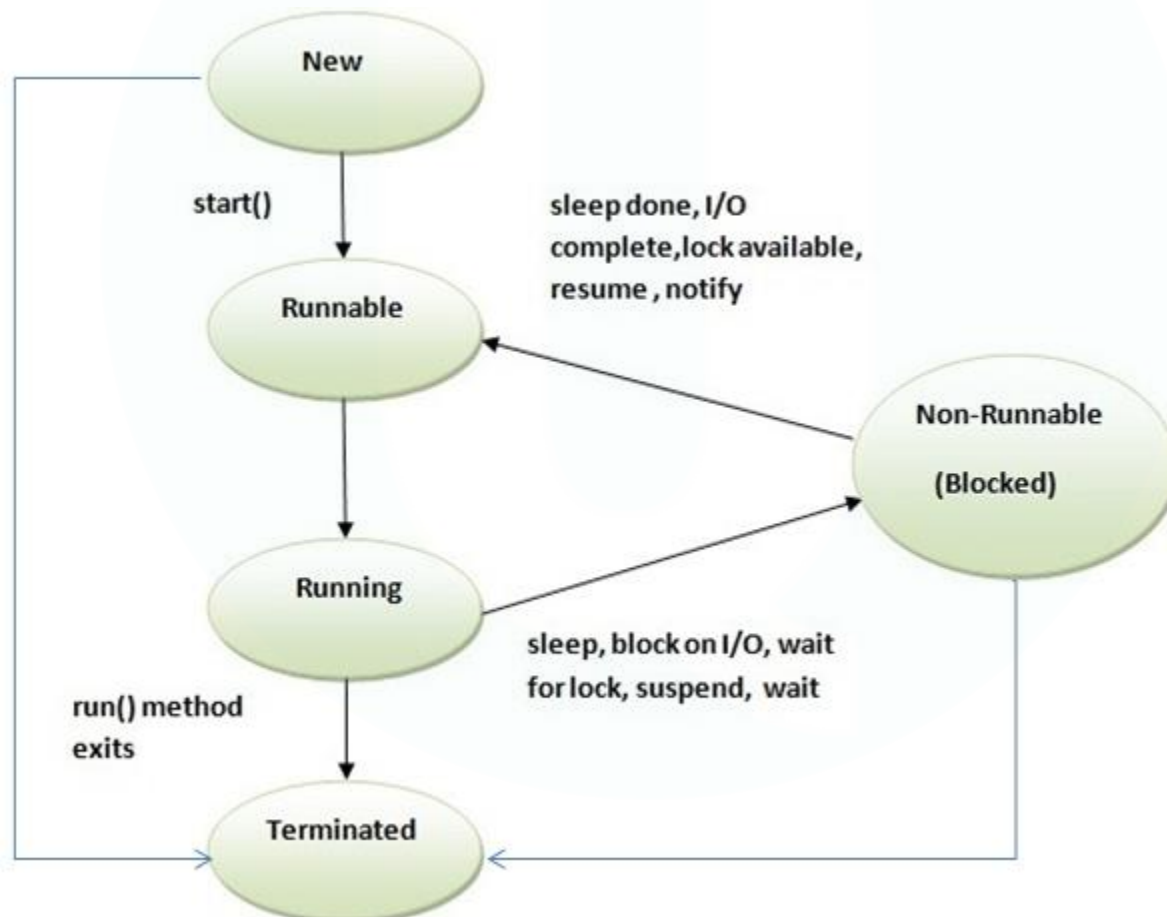 New
start()
sleep done, I/O
complete,lock available,
resume , notify
Runnable
Non-Runnable
(Blocked)
Running
sleep, block on I/O, wait
for lock, suspend, wait
run() method
exits
Terminated